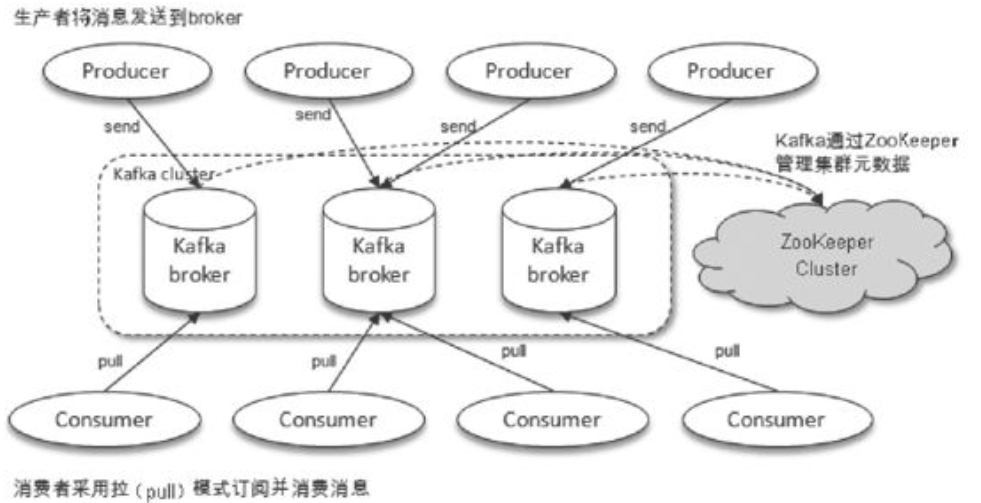 生产者将消息发送到broker
Producer
Producer
Producer
Producer
send
send
send
send
Kafka通过ZooKeeper
管理集群元数据
Kafka cluster
Kafka
broker
Kafka
broker
Kafka
broker
ZooKeeper
Cluster
pull
pull
pull
pull
Consumer
Consumer
Consumer
Consumer
消费者采用拉（pull）模式订阅并消费消息